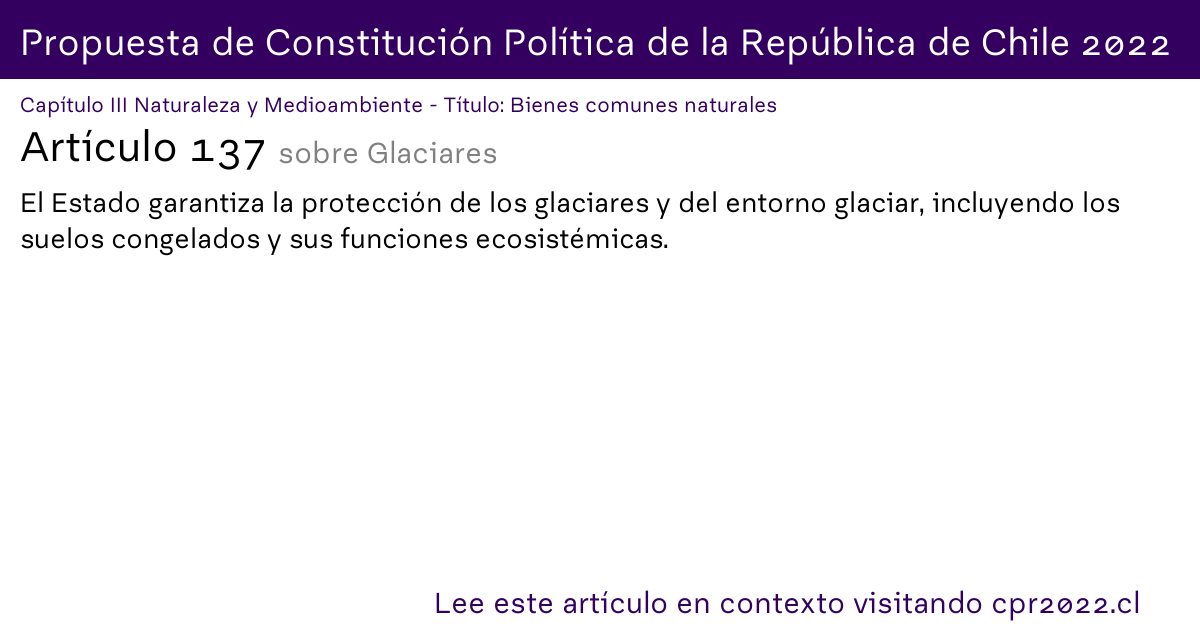 Propuesta de Constitución Política de la República de Chile 2022
Capítulo III Naturaleza y Medioambiente - Título: Bienes comunes naturales
Artículo 137 sobre Glaciares
El Estado garantiza la protección de los glaciares y del entorno glaciar, incluyendo los
suelos congelados y sus funciones ecosistémicas.
Lee este artículo en contexto visitando cpr2022.cl